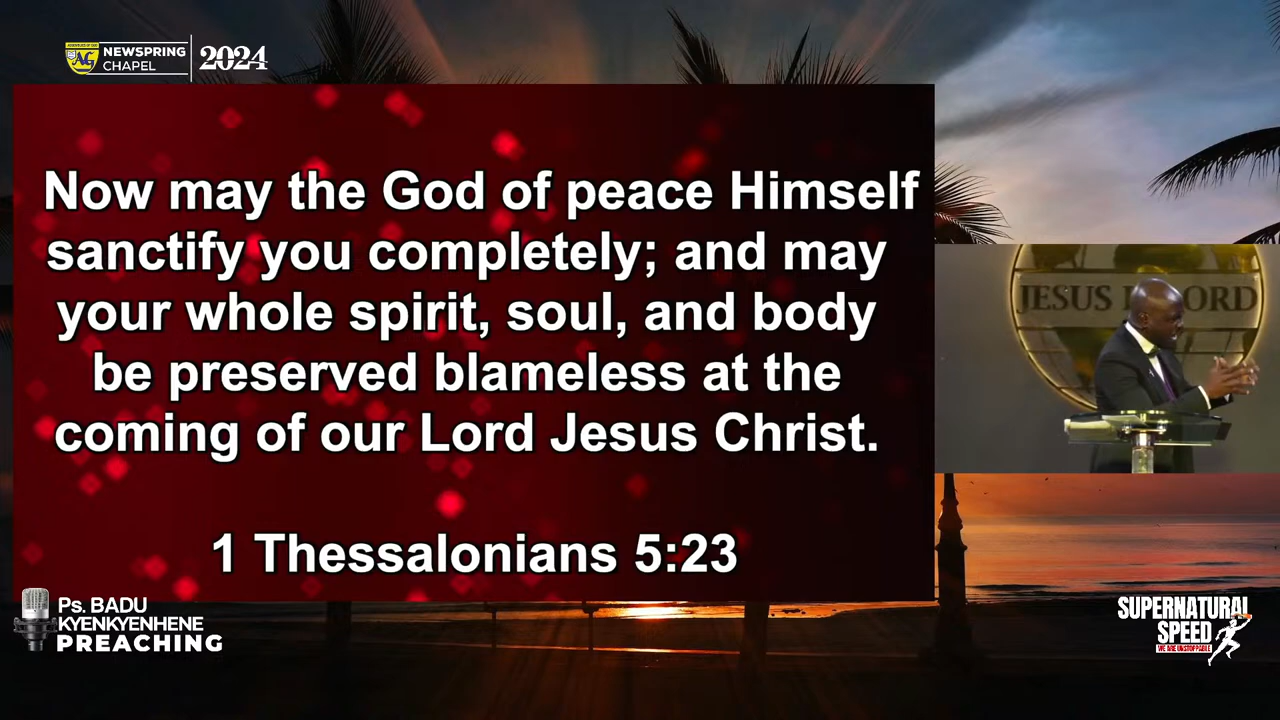 NEWSPRING
CHAPEL
2024
Now may the God of peace Himself
sanctify you completely; and may
your whole spirit, soul, and body
be preserved blameless at the
coming of our Lord Jesus Christ.
1 Thessalonians 5:23
JESUS LORD
Ps. BADU
KYENKYENHENE
PREACHING
SUPERNATURAL
SPEED
WE ARE UNSTOPPABLE